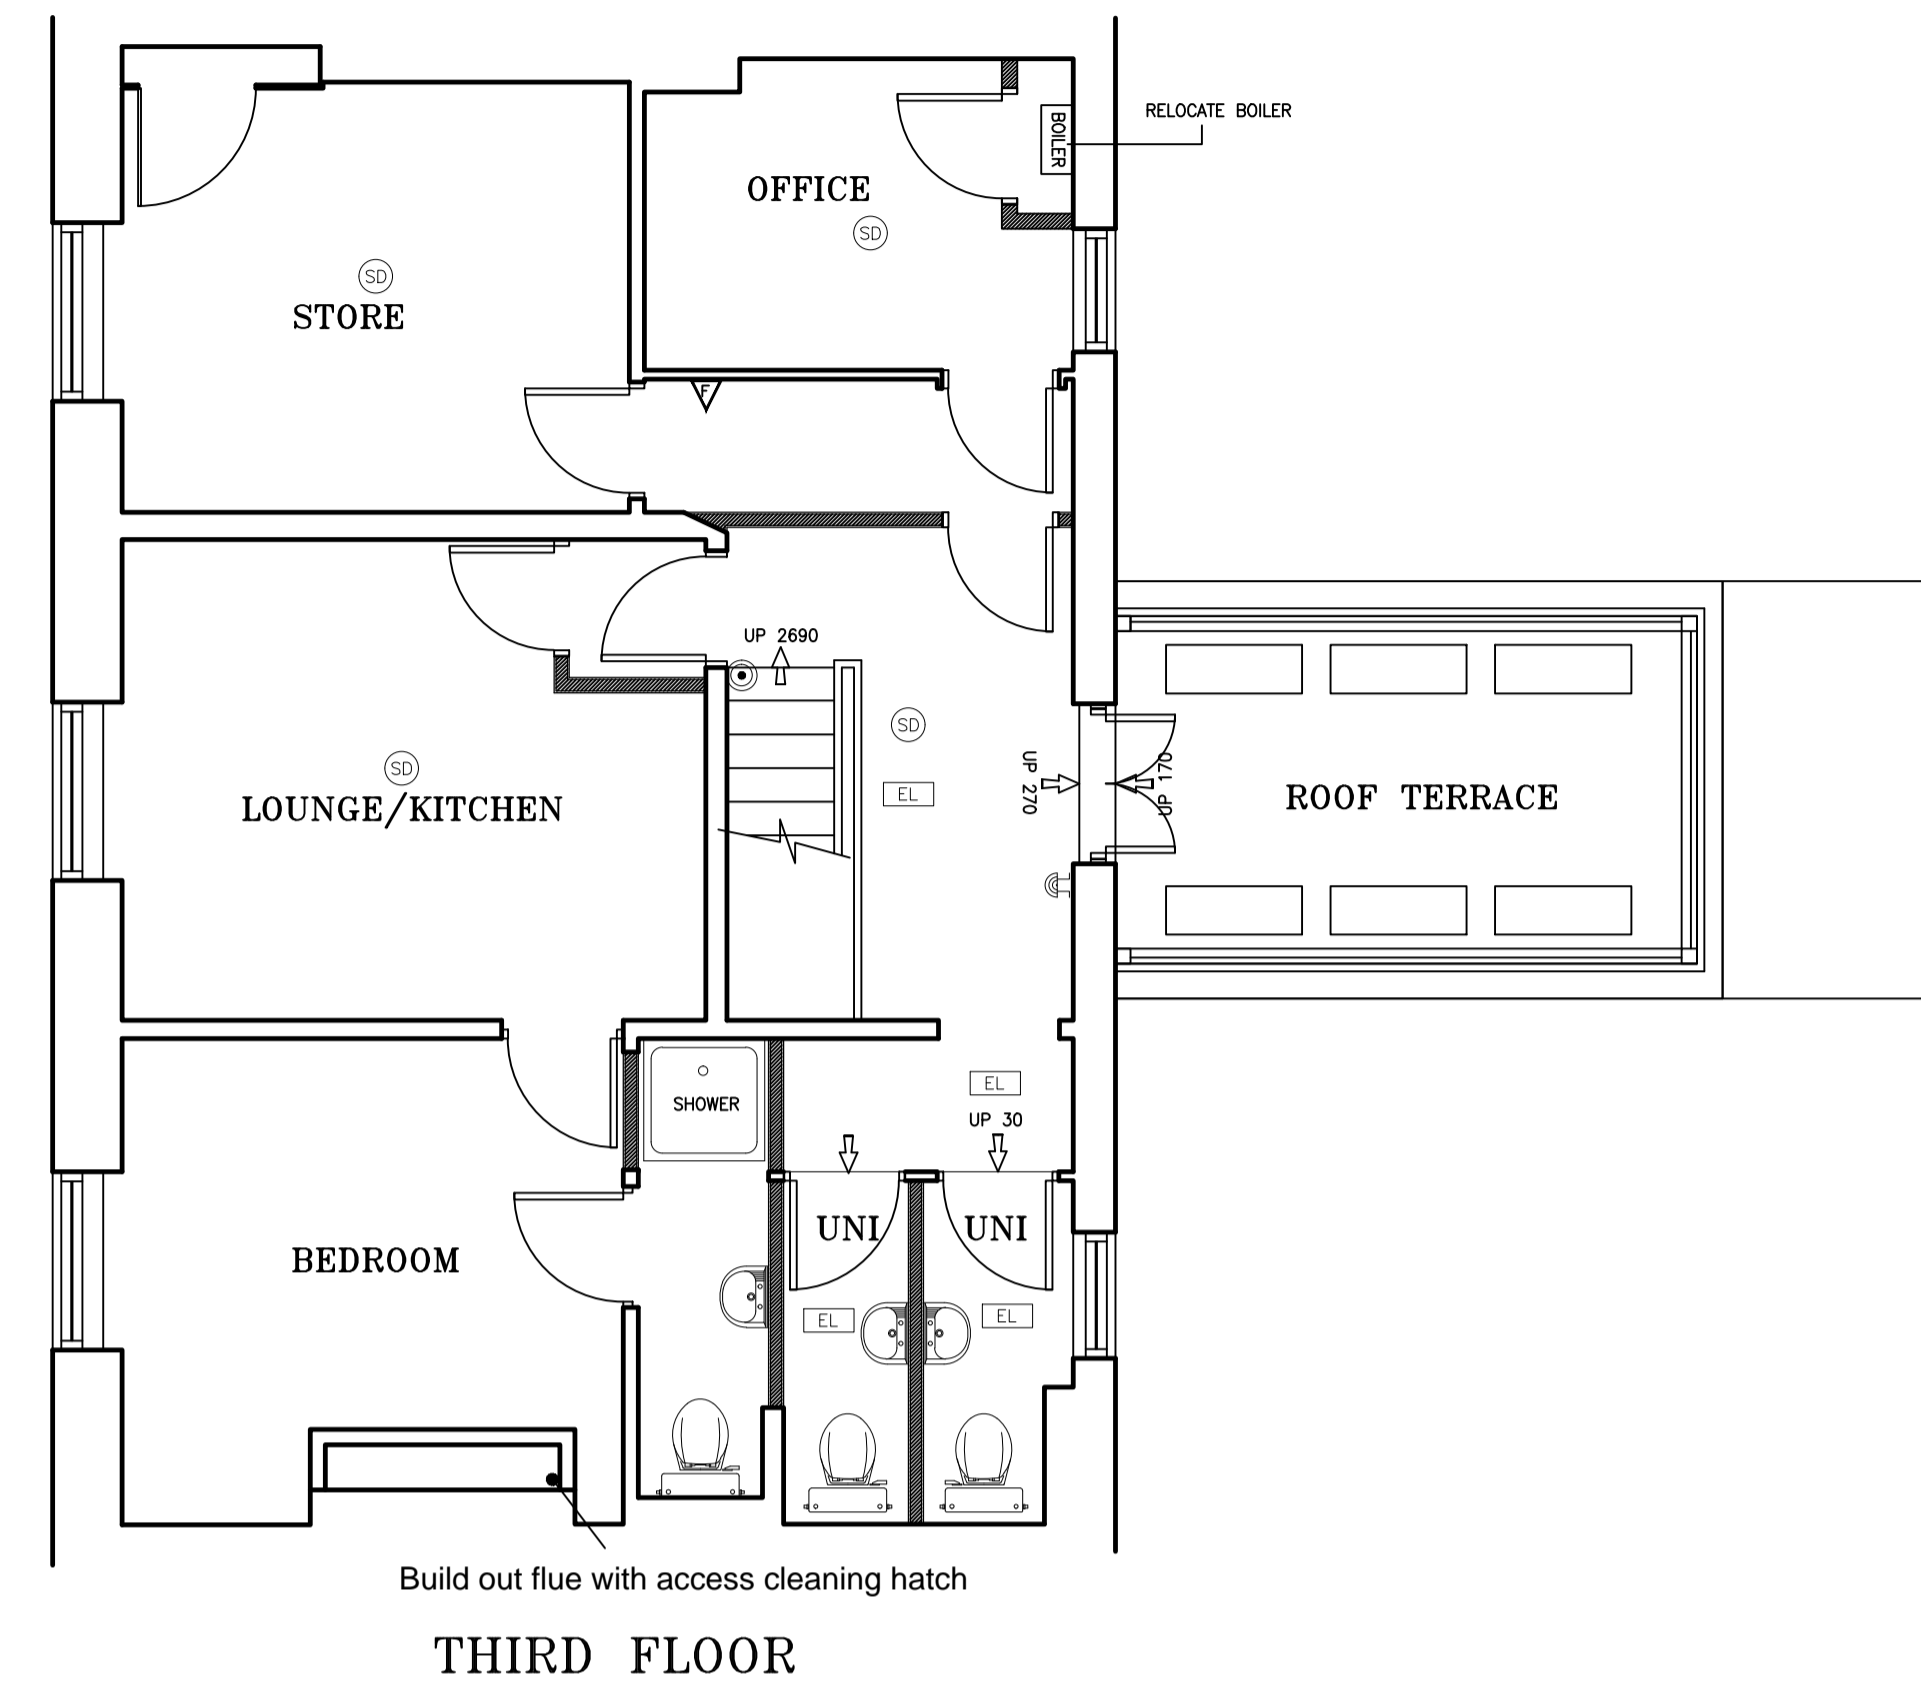 RELOCATE BOILER
BOILER
OFFICE
SD
SD
STORE
F
UP 2690
SD
SD
LOUNGE/KITCHEN
EL
UP 270
UP 170
ROOF TERRACE
EL
SHOWER
UP 30
UNI
UNI
BEDROOM
EL
EL
Build out flue with access cleaning hatch
THIRD FLOOR